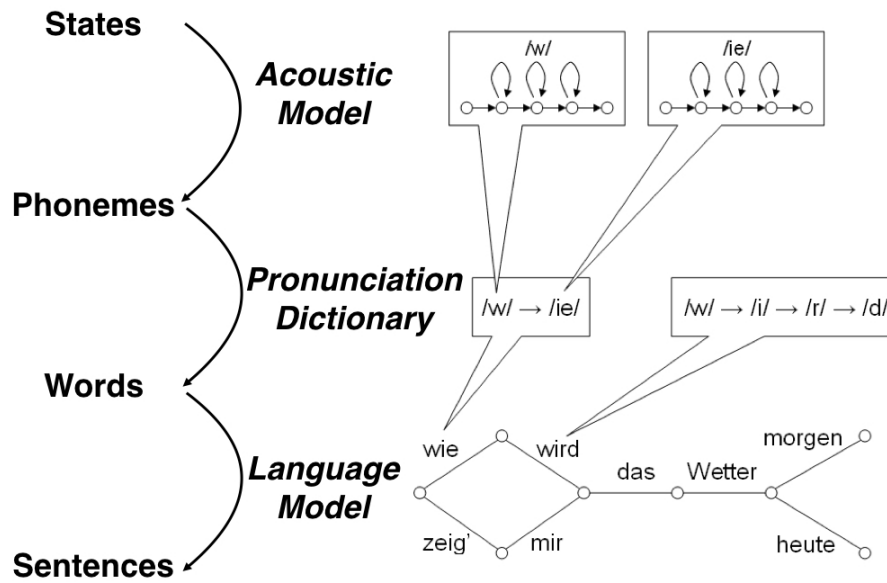 States
Acoustic
Model
Phonemes
Pronunciation
Dictionary
Words
Language
Model
Sentences
/w/
/ie/
/w/ → /ie/
/w/ → /i/ → /r/ → /d/
wie
wird
das
Wetter
morgen
zeig'
mir
heute